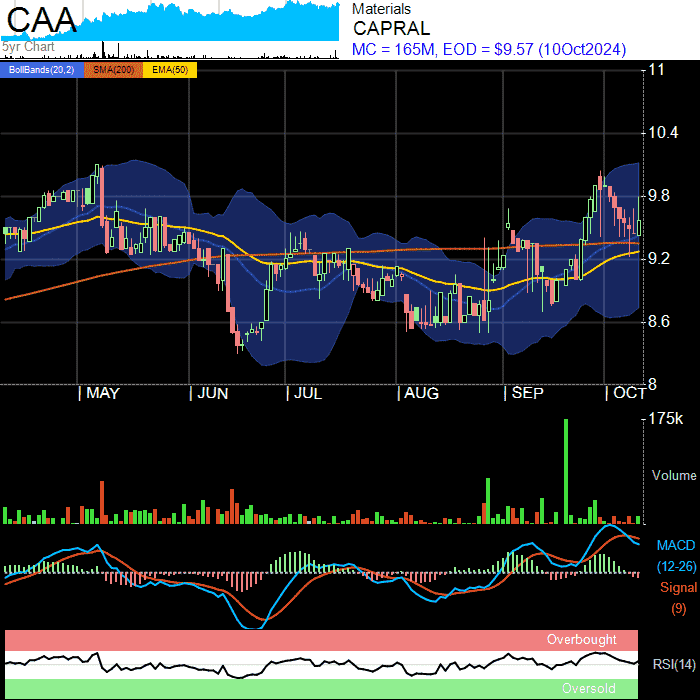 CAA
5yr Chart
Materials
CAPRAL
MC = 165M, EOD = $9.57 (10Oct2024)
BollBands(20,2) SMA(200) EMA(50)
11
10.4
9.8
9.2
8.6
8
MAY JUN JUL AUG SEP OCT
175k
Volume
MACD
(12-26)
Signal
(9)
Overbought
RSI(14)
Oversold